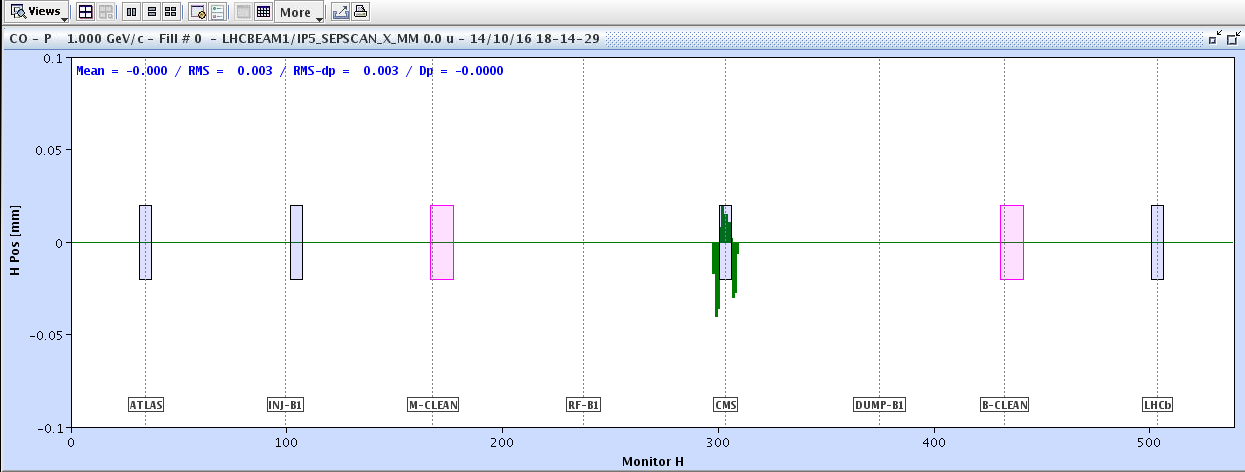 Views More
CO - P 1.000 GeV/c - Fill # 0 - LHCBEAM1/IP5_SEPSCAN_X_MM 0.0 u - 14/10/16 18-14-29
Mean = -0.000 / RMS = 0.003 / RMS-dp = 0.003 / Dp = -0.0000
0.1
0.05
0
-0.05
-0.1
H Pos [mm]
ATLAS INJ-B1 M-CLEAN RF-B1 CMS DUMP-B1 B-CLEAN LHCb
0 100 200 300 400 500
Monitor H